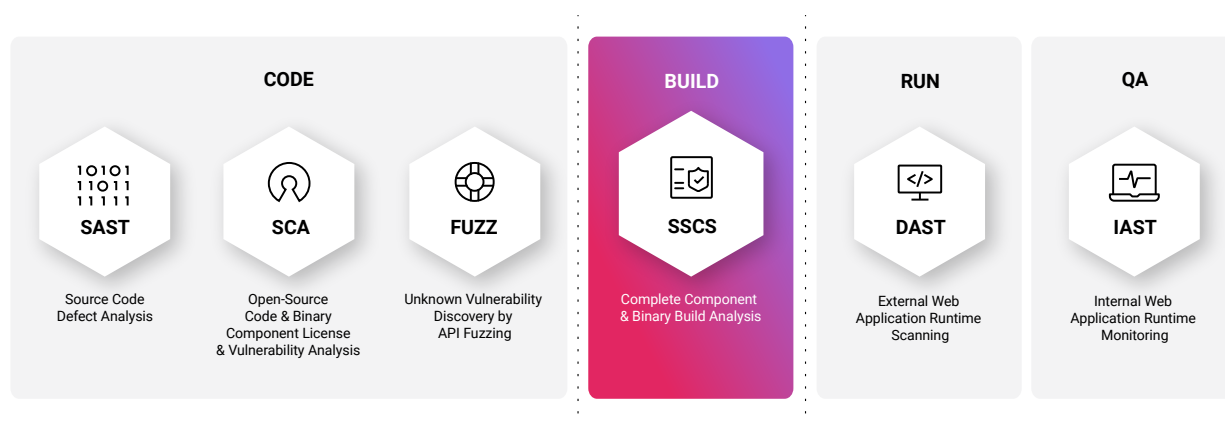 CODE
10101
11011
11111
SAST
Source Code
Defect Analysis
SCA
Open-Source
Code & Binary
Component License
& Vulnerability Analysis
FUZZ
Unknown Vulnerability
Discovery by
API Fuzzing
BUILD
SSCS
Complete Component
& Binary Build Analysis
RUN
</>
DAST
External Web
Application Runtime
Scanning
QA
IAST
Internal Web
Application Runtime
Monitoring